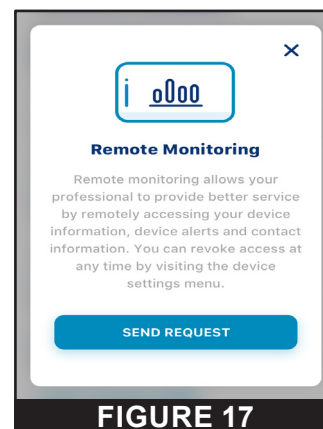 Remote Monitoring
Remote monitoring allows your
professional to provide better service
by remotely accessing your device
information, device alerts and contact
information. You can revoke access at
any time by visiting the device
settings menu.
SEND REQUEST
FIGURE 17